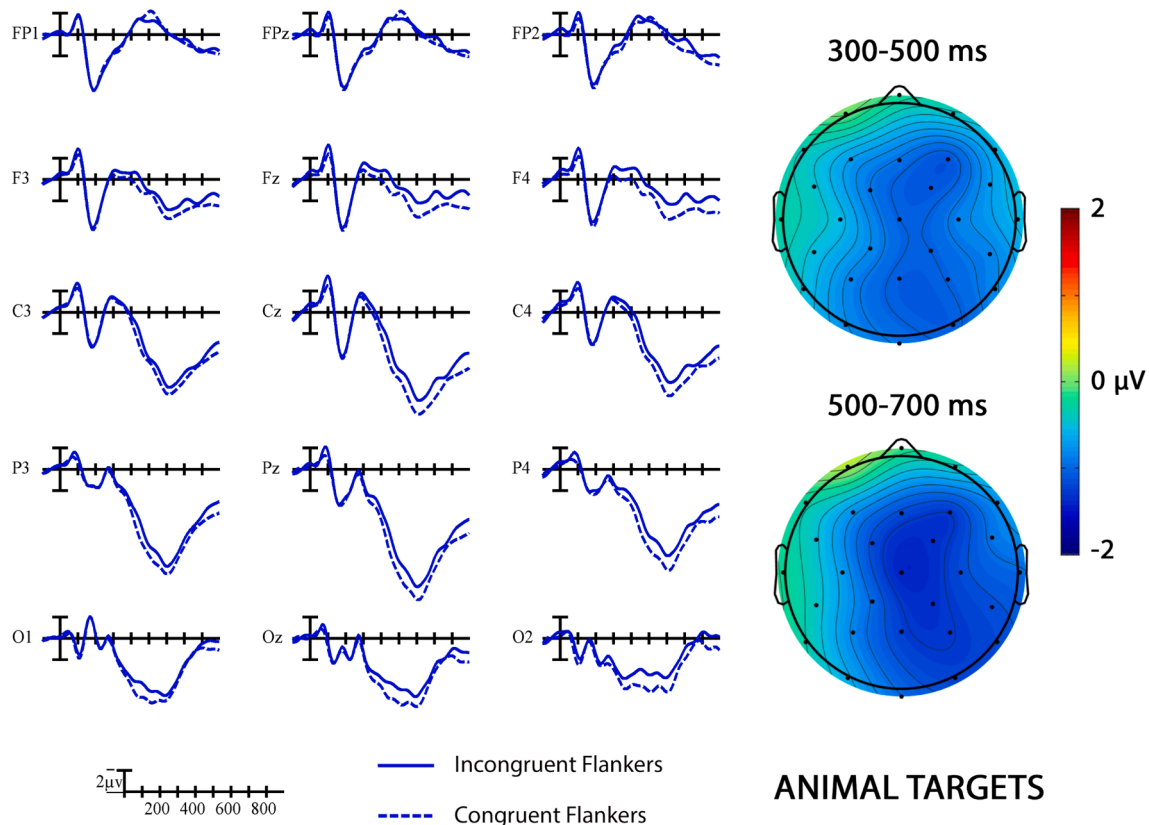 FP1
FPz
FP2
300-500 ms
F3
Fz
F4
2
C3
Cz
C4
0 µV
500-700 ms
P3
Pz
P4
-2
O1
Oz
O2
Incongruent Flankers
2µv
200 400 600 800
Congruent Flankers
ANIMAL TARGETS